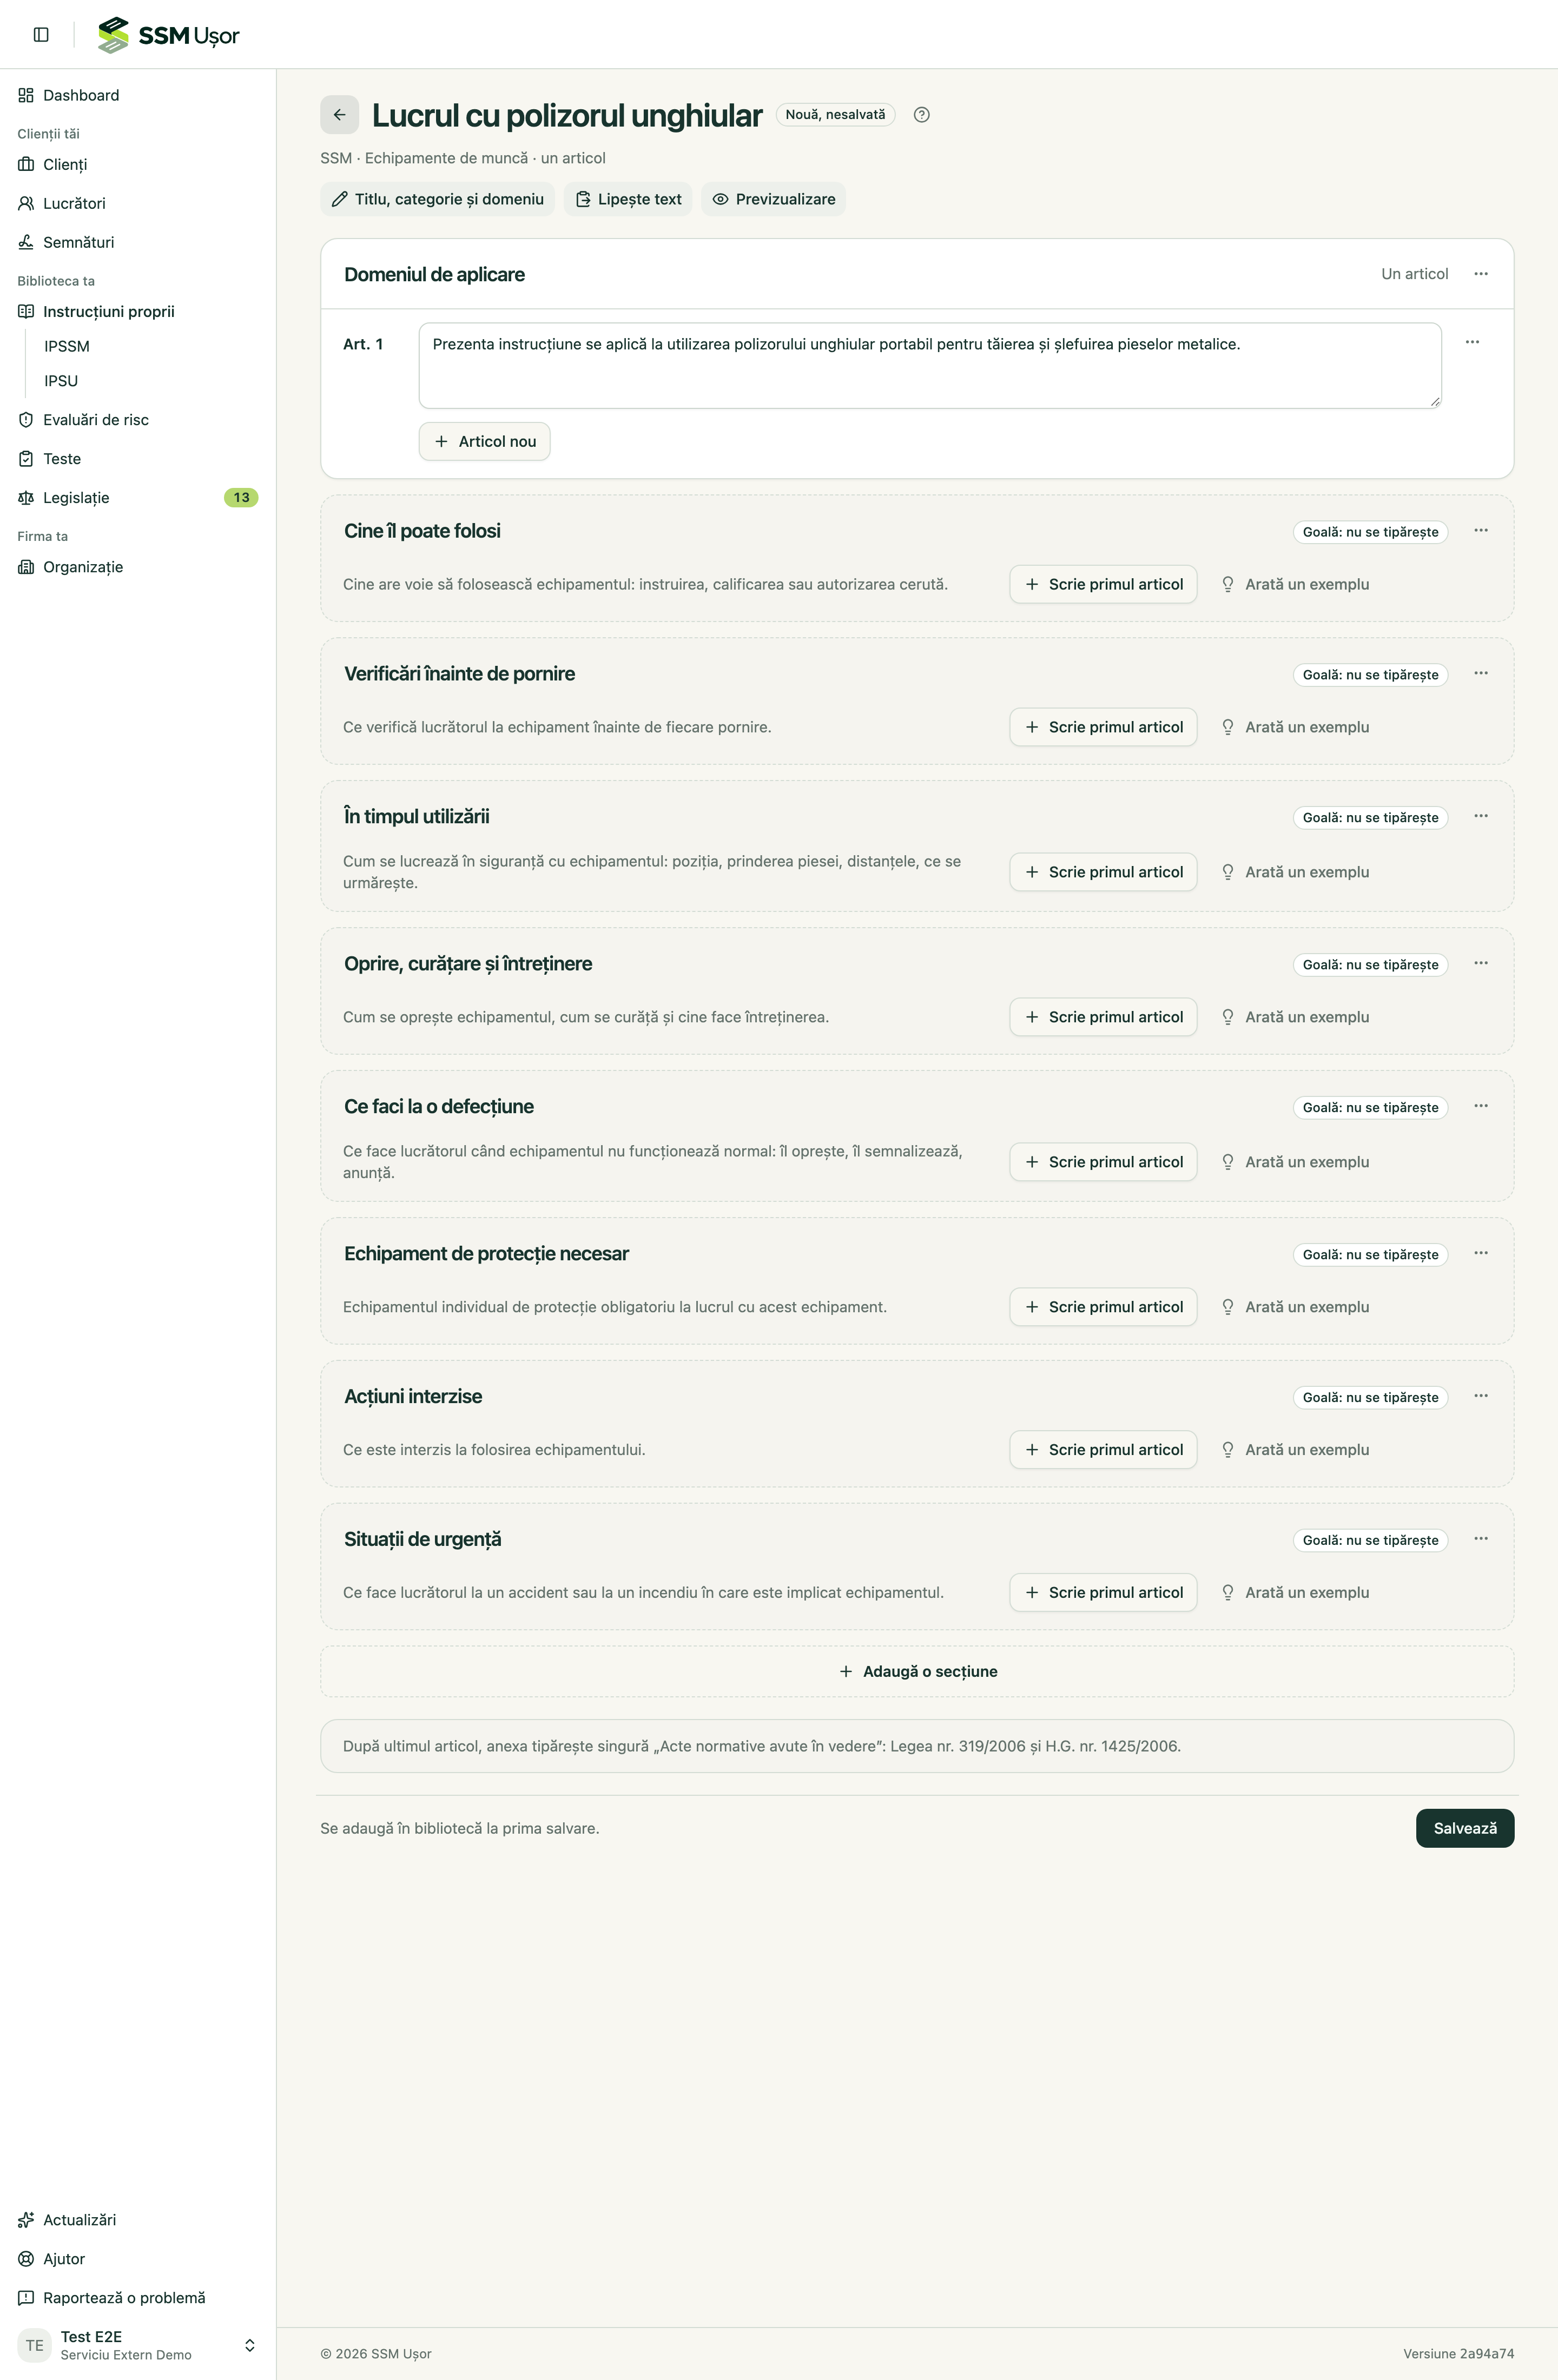 SSM Ușor
Dashboard
Clienții tăi
Clienți
Lucrători
Semnături
Biblioteca ta
Instrucțiuni proprii
IPSSM
IPSU
Evaluări de risc
Teste
Legislație 13
Firma ta
Organizație
Actualizări
Ajutor
Raportează o problemă
TE
Test E2E
Serviciu Extern Demo
Lucrul cu polizorul unghiular Nouă, nesalvată
SSM · Echipamente de muncă · un articol
Titlu, categorie și domeniu Lipește text Previzualizare
Domeniul de aplicare Un articol
Art. 1 Prezenta instrucțiune se aplică la utilizarea polizorului unghiular portabil pentru tăierea și șlefuirea pieselor metalice.
Articol nou
Cine îl poate folosi Goală: nu se tipărește
Cine are voie să folosească echipamentul: instruirea, calificarea sau autorizarea cerută. Scrie primul articol Arată un exemplu
Verificări înainte de pornire Goală: nu se tipărește
Ce verifică lucrătorul la echipament înainte de fiecare pornire. Scrie primul articol Arată un exemplu
În timpul utilizării Goală: nu se tipărește
Cum se lucrează în siguranță cu echipamentul: poziția, prinderea piesei, distanțele, ce se
urmărește.
Scrie primul articol Arată un exemplu
Oprire, curățare și întreținere Goală: nu se tipărește
Cum se oprește echipamentul, cum se curăță și cine face întreținerea. Scrie primul articol Arată un exemplu
Ce faci la o defecțiune Goală: nu se tipărește
Ce face lucrătorul când echipamentul nu funcționează normal: îl oprește, îl semnalizează,
anunță.
Scrie primul articol Arată un exemplu
Echipament de protecție necesar Goală: nu se tipărește
Echipamentul individual de protecție obligatoriu la lucrul cu acest echipament. Scrie primul articol Arată un exemplu
Acțiuni interzise Goală: nu se tipărește
Ce este interzis la folosirea echipamentului. Scrie primul articol Arată un exemplu
Situații de urgență Goală: nu se tipărește
Ce face lucrătorul la un accident sau la un incendiu în care este implicat echipamentul. Scrie primul articol Arată un exemplu
Adaugă o secțiune
După ultimul articol, anexa tipărește singură „Acte normative avute în vedere”: Legea nr. 319/2006 și H.G. nr. 1425/2006.
Se adaugă în bibliotecă la prima salvare. Salvează
© 2026 SSM Ușor Versiune 2a94a74